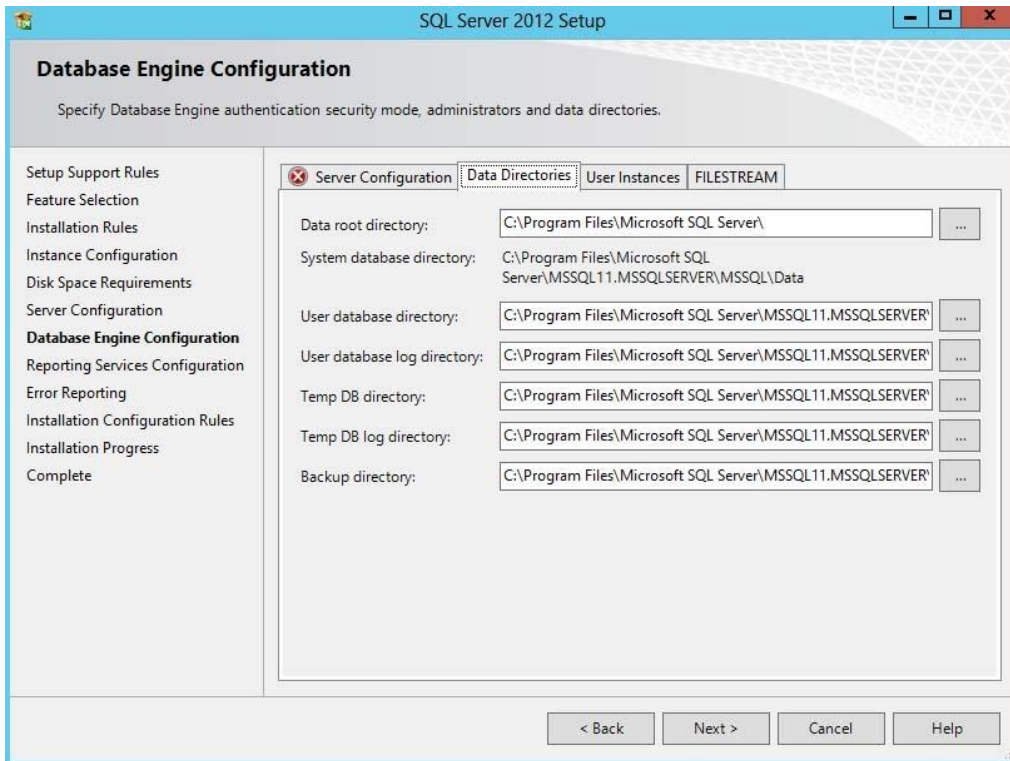 SQL Server 2012 Setup
Database Engine Configuration
Specify Database Engine authentication security mode, administrators and data directories.
Setup Support Rules
Feature Selection
Installation Rules
Instance Configuration
Disk Space Requirements
Server Configuration
Database Engine Configuration
Reporting Services Configuration
Error Reporting
Installation Configuration Rules
Installation Progress
Complete
Server Configuration Data Directories User Instances FILESTREAM
Data root directory: C:\Program Files\Microsoft SQL Server\ ...
System database directory: C:\Program Files\Microsoft SQL
Server\MSSQL11.MSSQLSERVER\MSSQL\Data
User database directory: C:\Program Files\Microsoft SQL Server\MSSQL11.MSSQLSERVER\ ...
User database log directory: C:\Program Files\Microsoft SQL Server\MSSQL11.MSSQLSERVER\ ...
Temp DB directory: C:\Program Files\Microsoft SQL Server\MSSQL11.MSSQLSERVER\ ...
Temp DB log directory: C:\Program Files\Microsoft SQL Server\MSSQL11.MSSQLSERVER\ ...
Backup directory: C:\Program Files\Microsoft SQL Server\MSSQL11.MSSQLSERVER\ ...
< Back Next > Cancel Help